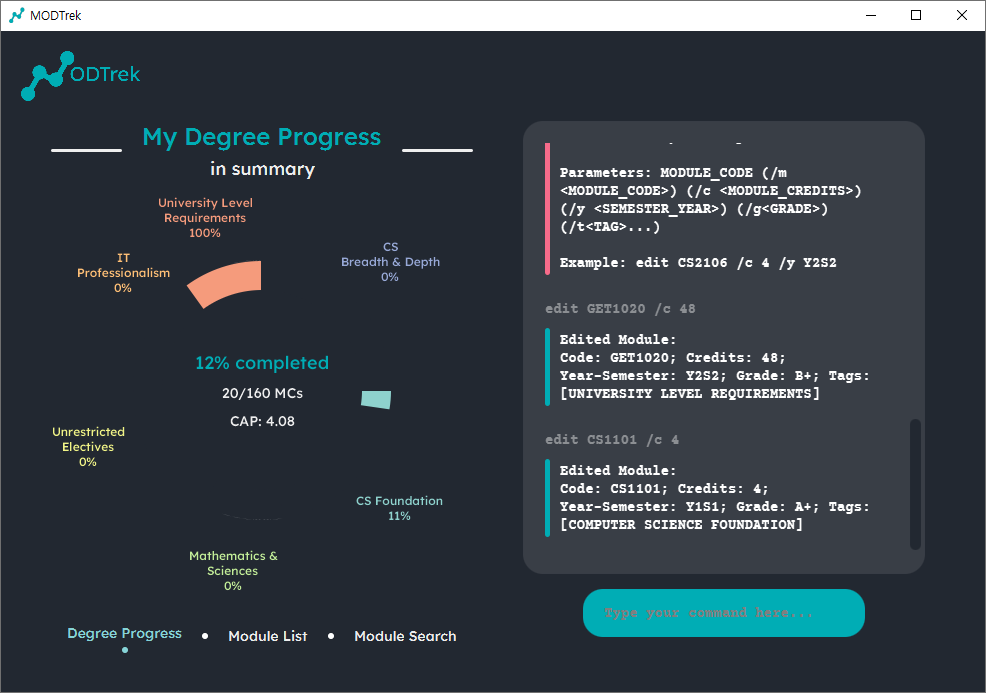 MODTrek
ODTrek
My Degree Progress
in summary
University Level
Requirements
100%
CS
Breadth & Depth
0%
IT
Professionalism
0%
12% completed
20/160 MCs
CAP: 4.08
Unrestricted
Electives
0%
CS Foundation
11%
Mathematics &
Sciences
0%
Degree Progress
Module List
Module Search
Parameters: MODULE_CODE (/m
<MODULE_CODE>) (/c <MODULE_CREDITS>)
(/y <SEMESTER_YEAR>) (/g<GRADE>)
(/t<TAG>...)
Example: edit CS2106 /c 4 /y Y2S2
edit GET1020 /c 48
Edited Module:
Code: GET1020; Credits: 48;
Year-Semester: Y2S2; Grade: B+; Tags:
[UNIVERSITY LEVEL REQUIREMENTS]
edit CS1101 /c 4
Edited Module:
Code: CS1101; Credits: 4;
Year-Semester: Y1S1; Grade: A+; Tags:
[COMPUTER SCIENCE FOUNDATION]
Type your command here...